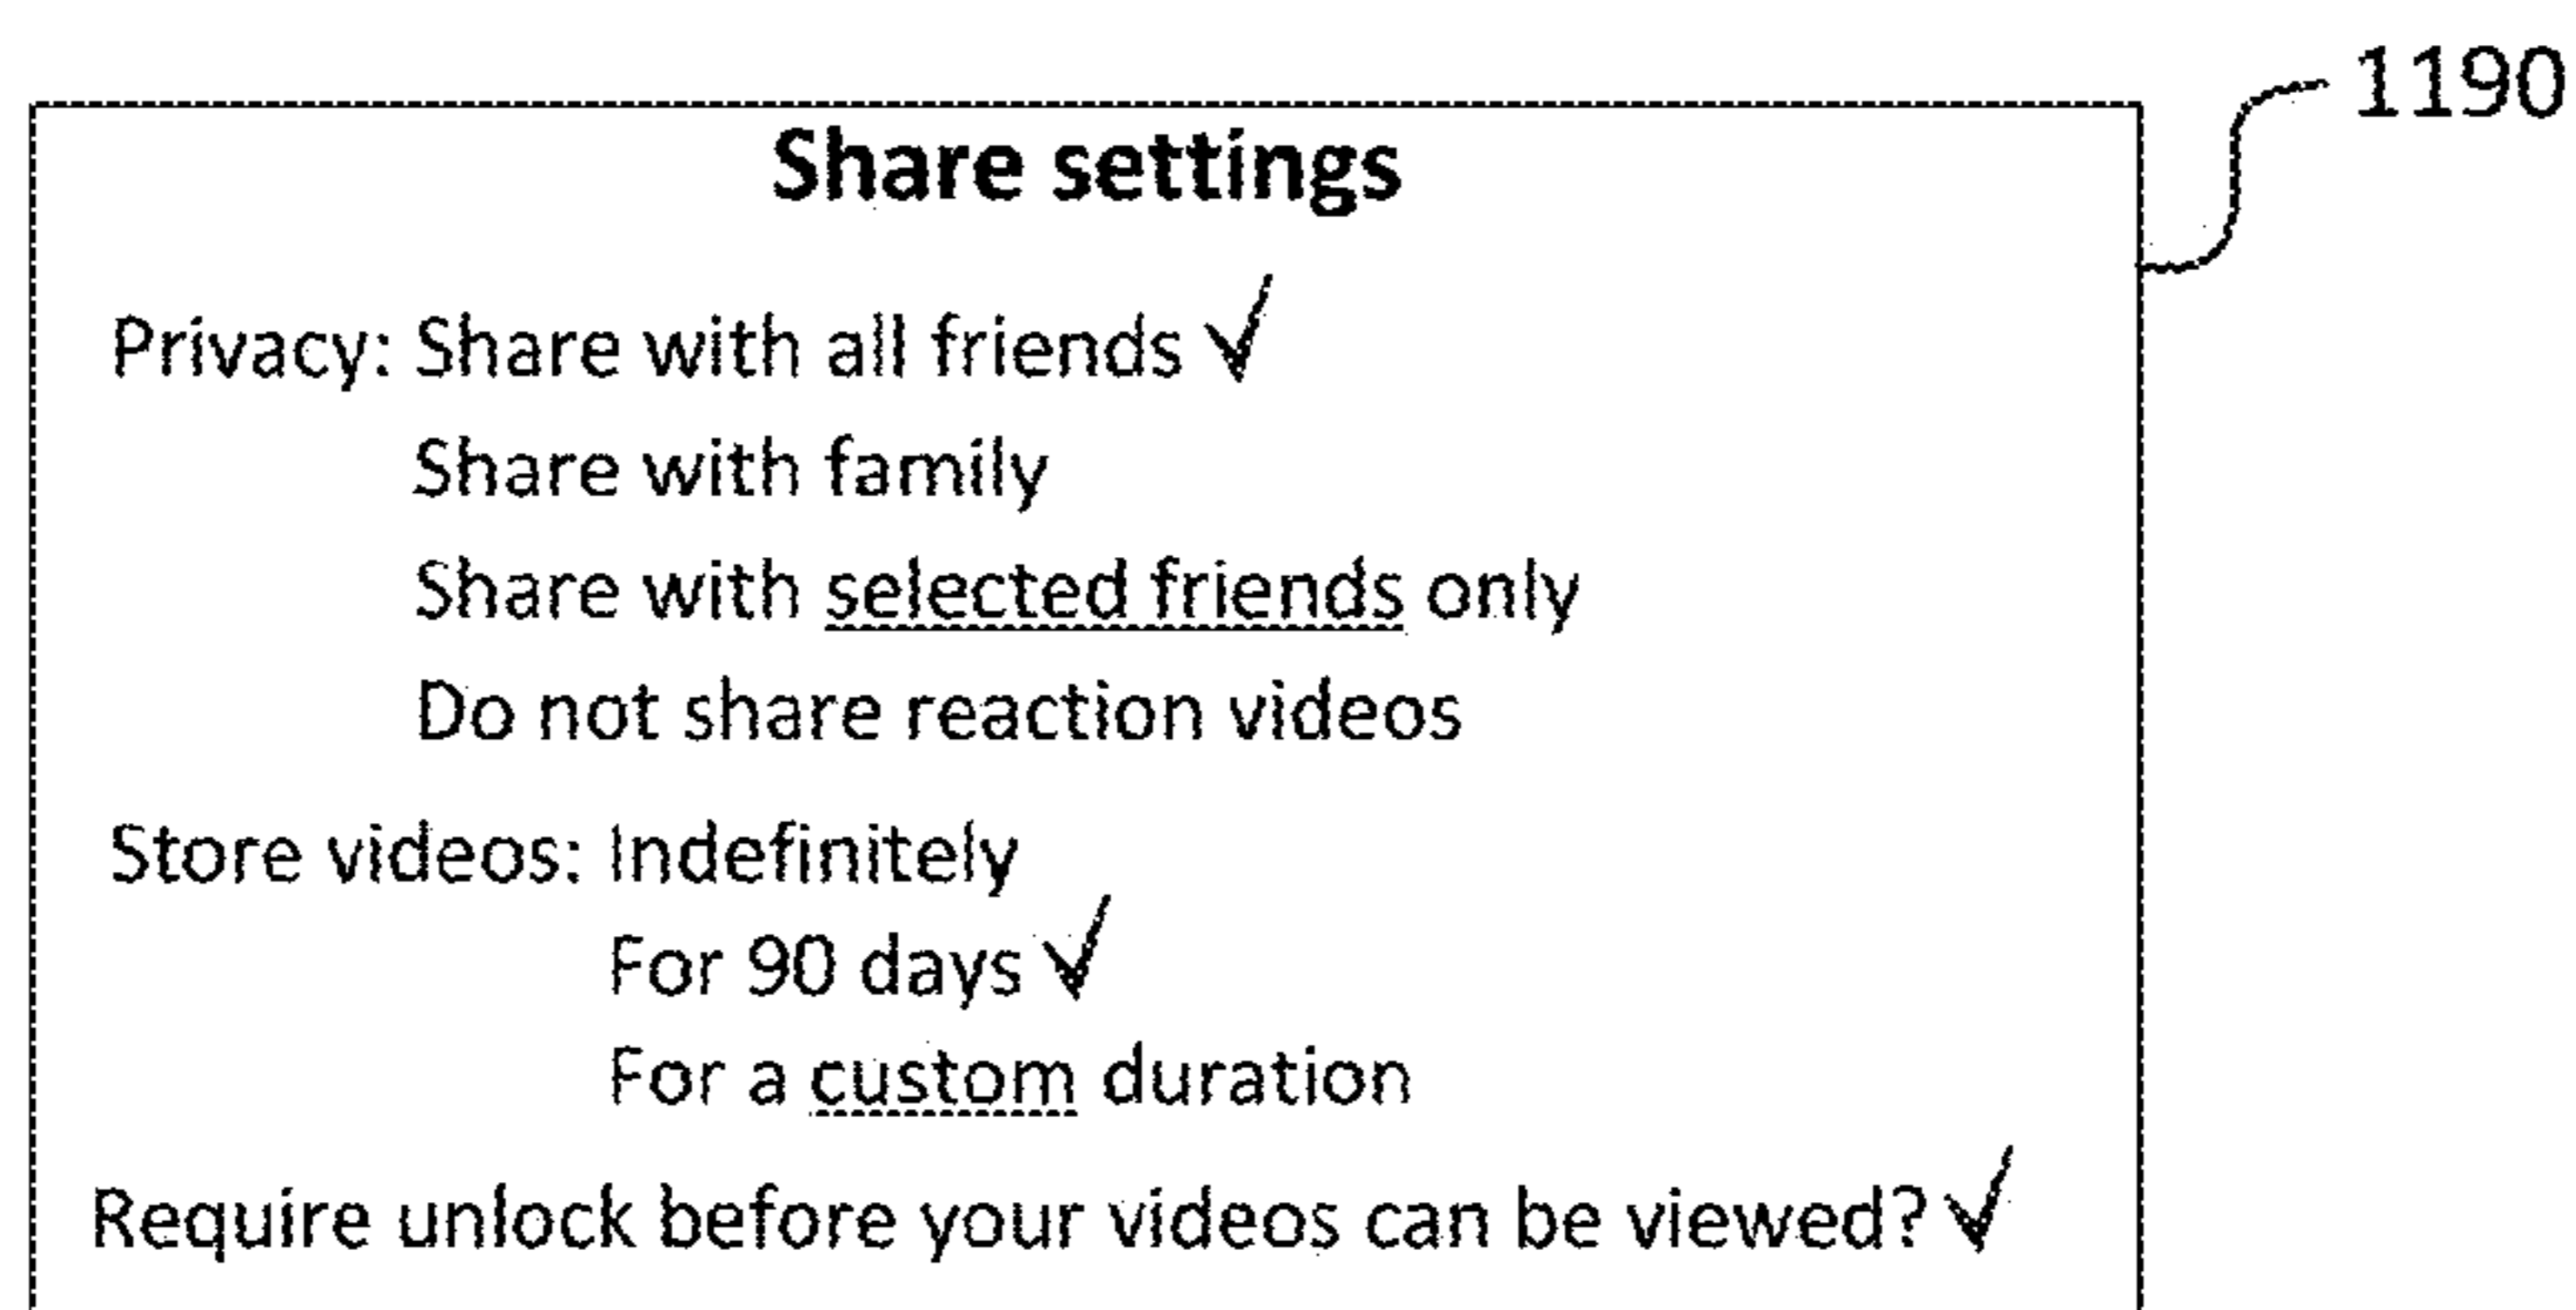 1190
Share settings
Privacy: Share with all friends ✓
Share with family
Share with selected friends only
Do not share reaction videos
Store videos: Indefinitely
For 90 days ✓
For a custom duration
Require unlock before your videos can be viewed? ✓